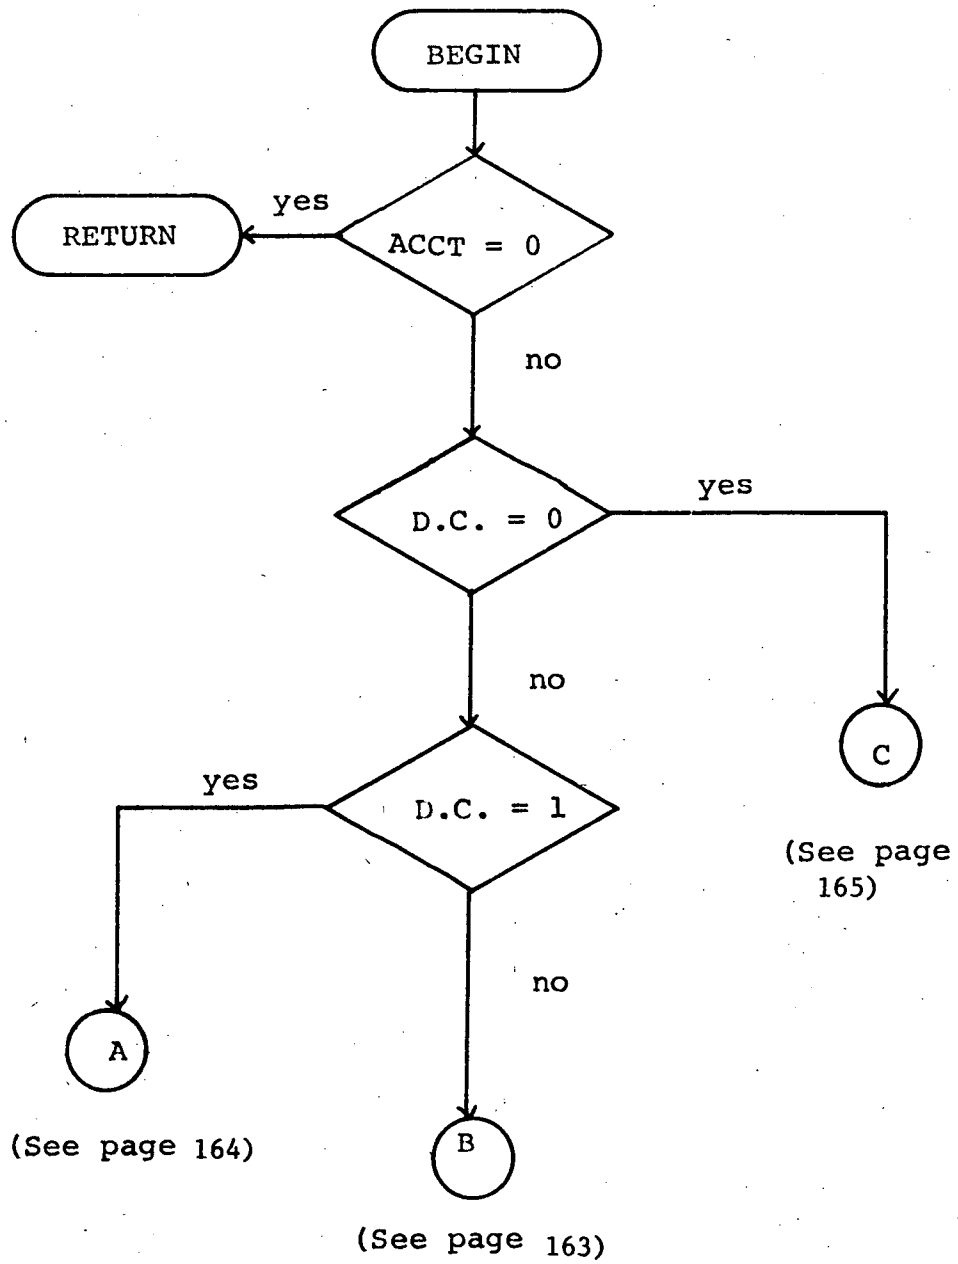 BEGIN
yes
RETURN
ACCT = 0
no
yes
D.C. = 0
no
C
yes
D.C. = 1
(See page
165)
no
A
B
(See page 164)
(See page 163)